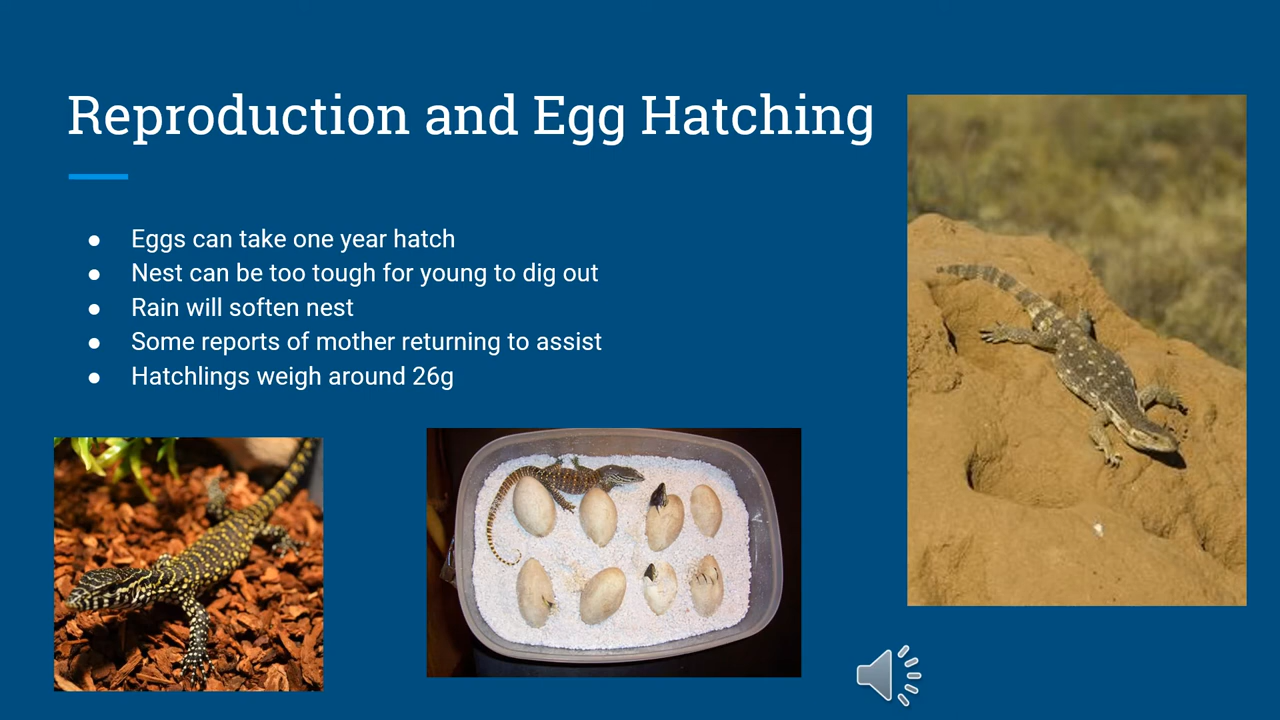 Reproduction and Egg Hatching
● Eggs can take one year hatch
● Nest can be too tough for young to dig out
● Rain will soften nest
● Some reports of mother returning to assist
● Hatchlings weigh around 26g